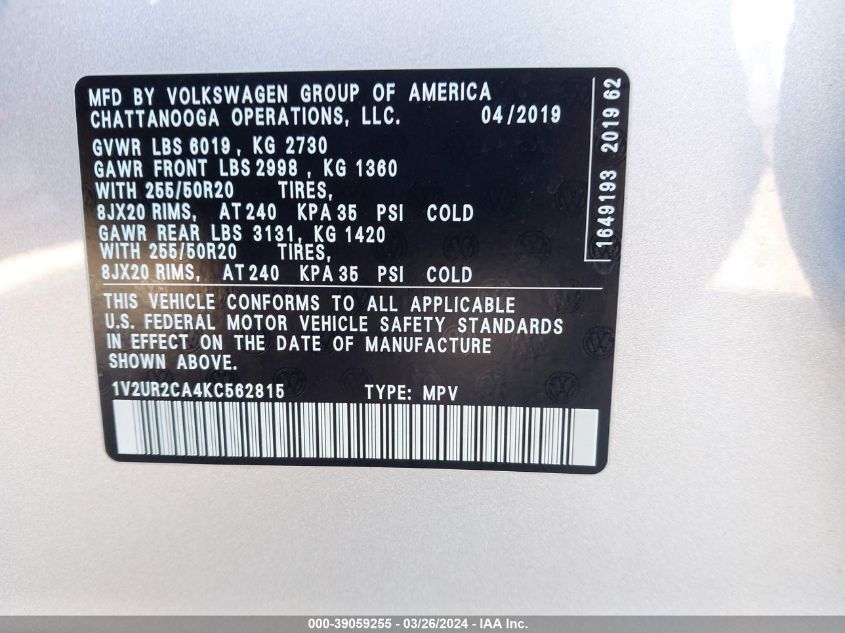 MFD BY VOLKSWAGEN GROUP OF AMERICA
CHATTANOOGA OPERATIONS, LLC. 04/2019
GVWR LBS 6019, KG 2730
GAWR FRONT LBS 2998, KG 1360
WITH 255/50R20 TIRES,
8JX20 RIMS, AT 240 KPA 35 PSI COLD
GAWR REAR LBS 3131, KG 1420
WITH 255/50R20 TIRES,
8JX20 RIMS, AT 240 KPA 35 PSI COLD
THIS VEHICLE CONFORMS TO ALL APPLICABLE
U.S. FEDERAL MOTOR VEHICLE SAFETY STANDARDS
IN EFFECT ON THE DATE OF MANUFACTURE
SHOWN ABOVE.
1V2UR2CA4KC562815 TYPE: MPV
1649193 2019 62
000-39059255 - 03/26/2024 - IAA Inc.